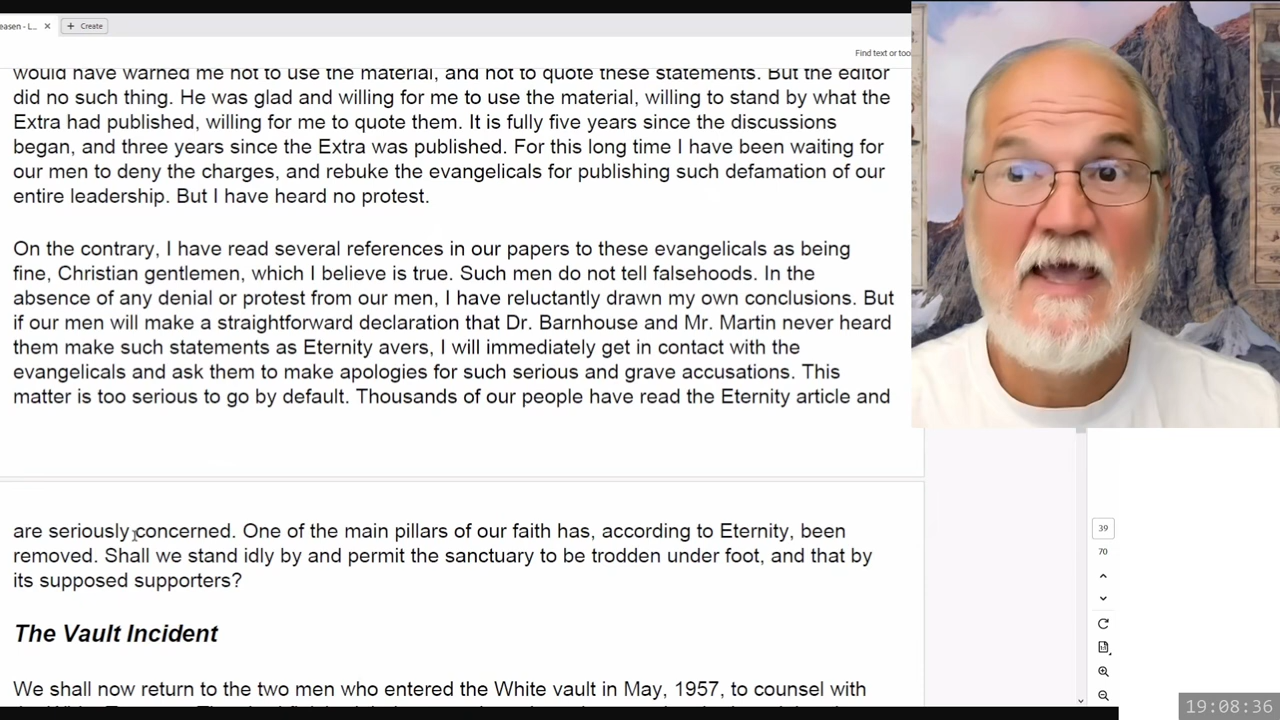 easen - L...
Create
Find text or too
would have warned me not to use the material, and not to quote these statements. But the editor
did no such thing. He was glad and willing for me to use the material, willing to stand by what the
Extra had published, willing for me to quote them. It is fully five years since the discussions
began, and three years since the Extra was published. For this long time I have been waiting for
our men to deny the charges, and rebuke the evangelicals for publishing such defamation of our
entire leadership. But I have heard no protest.
On the contrary, I have read several references in our papers to these evangelicals as being
fine, Christian gentlemen, which I believe is true. Such men do not tell falsehoods. In the
absence of any denial or protest from our men, I have reluctantly drawn my own conclusions. But
if our men will make a straightforward declaration that Dr. Barnhouse and Mr. Martin never heard
them make such statements as Eternity avers, I will immediately get in contact with the
evangelicals and ask them to make apologies for such serious and grave accusations. This
matter is too serious to go by default. Thousands of our people have read the Eternity article and
are seriously concerned. One of the main pillars of our faith has, according to Eternity, been
removed. Shall we stand idly by and permit the sanctuary to be trodden under foot, and that by
its supposed supporters?
The Vault Incident
We shall now return to the two men who entered the White vault in May, 1957, to counsel with
39
70
19:08:36